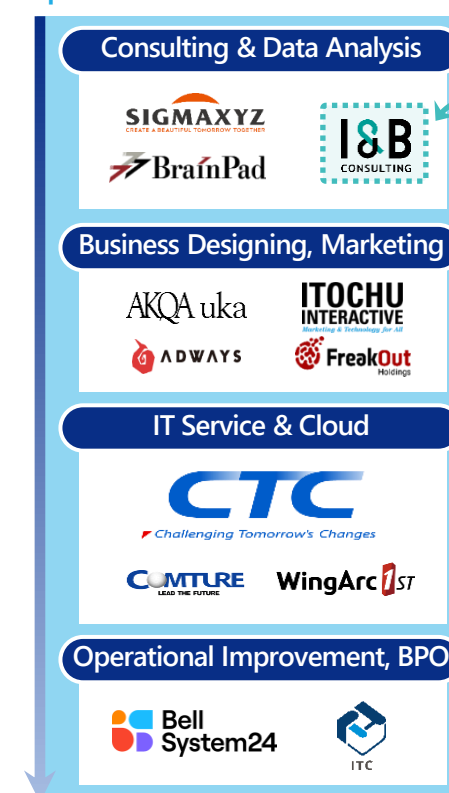 Consulting & Data Analysis
SIGMAXYZ
CREATE A BEAUTIFUL TOMORROW TOGETHER
I&B
CONSULTING
BrainPad
Business Designing, Marketing
AKQA uka
ITOCHU
INTERACTIVE
Marketing & Technology for All
ADWAYS
FreakOut
Holdings
IT Service & Cloud
CTC
Challenging Tomorrow's Changes
COMTURE
LEAD THE FUTURE
WingArc 1ST
Operational Improvement, BPO
Bell
System24
ITC